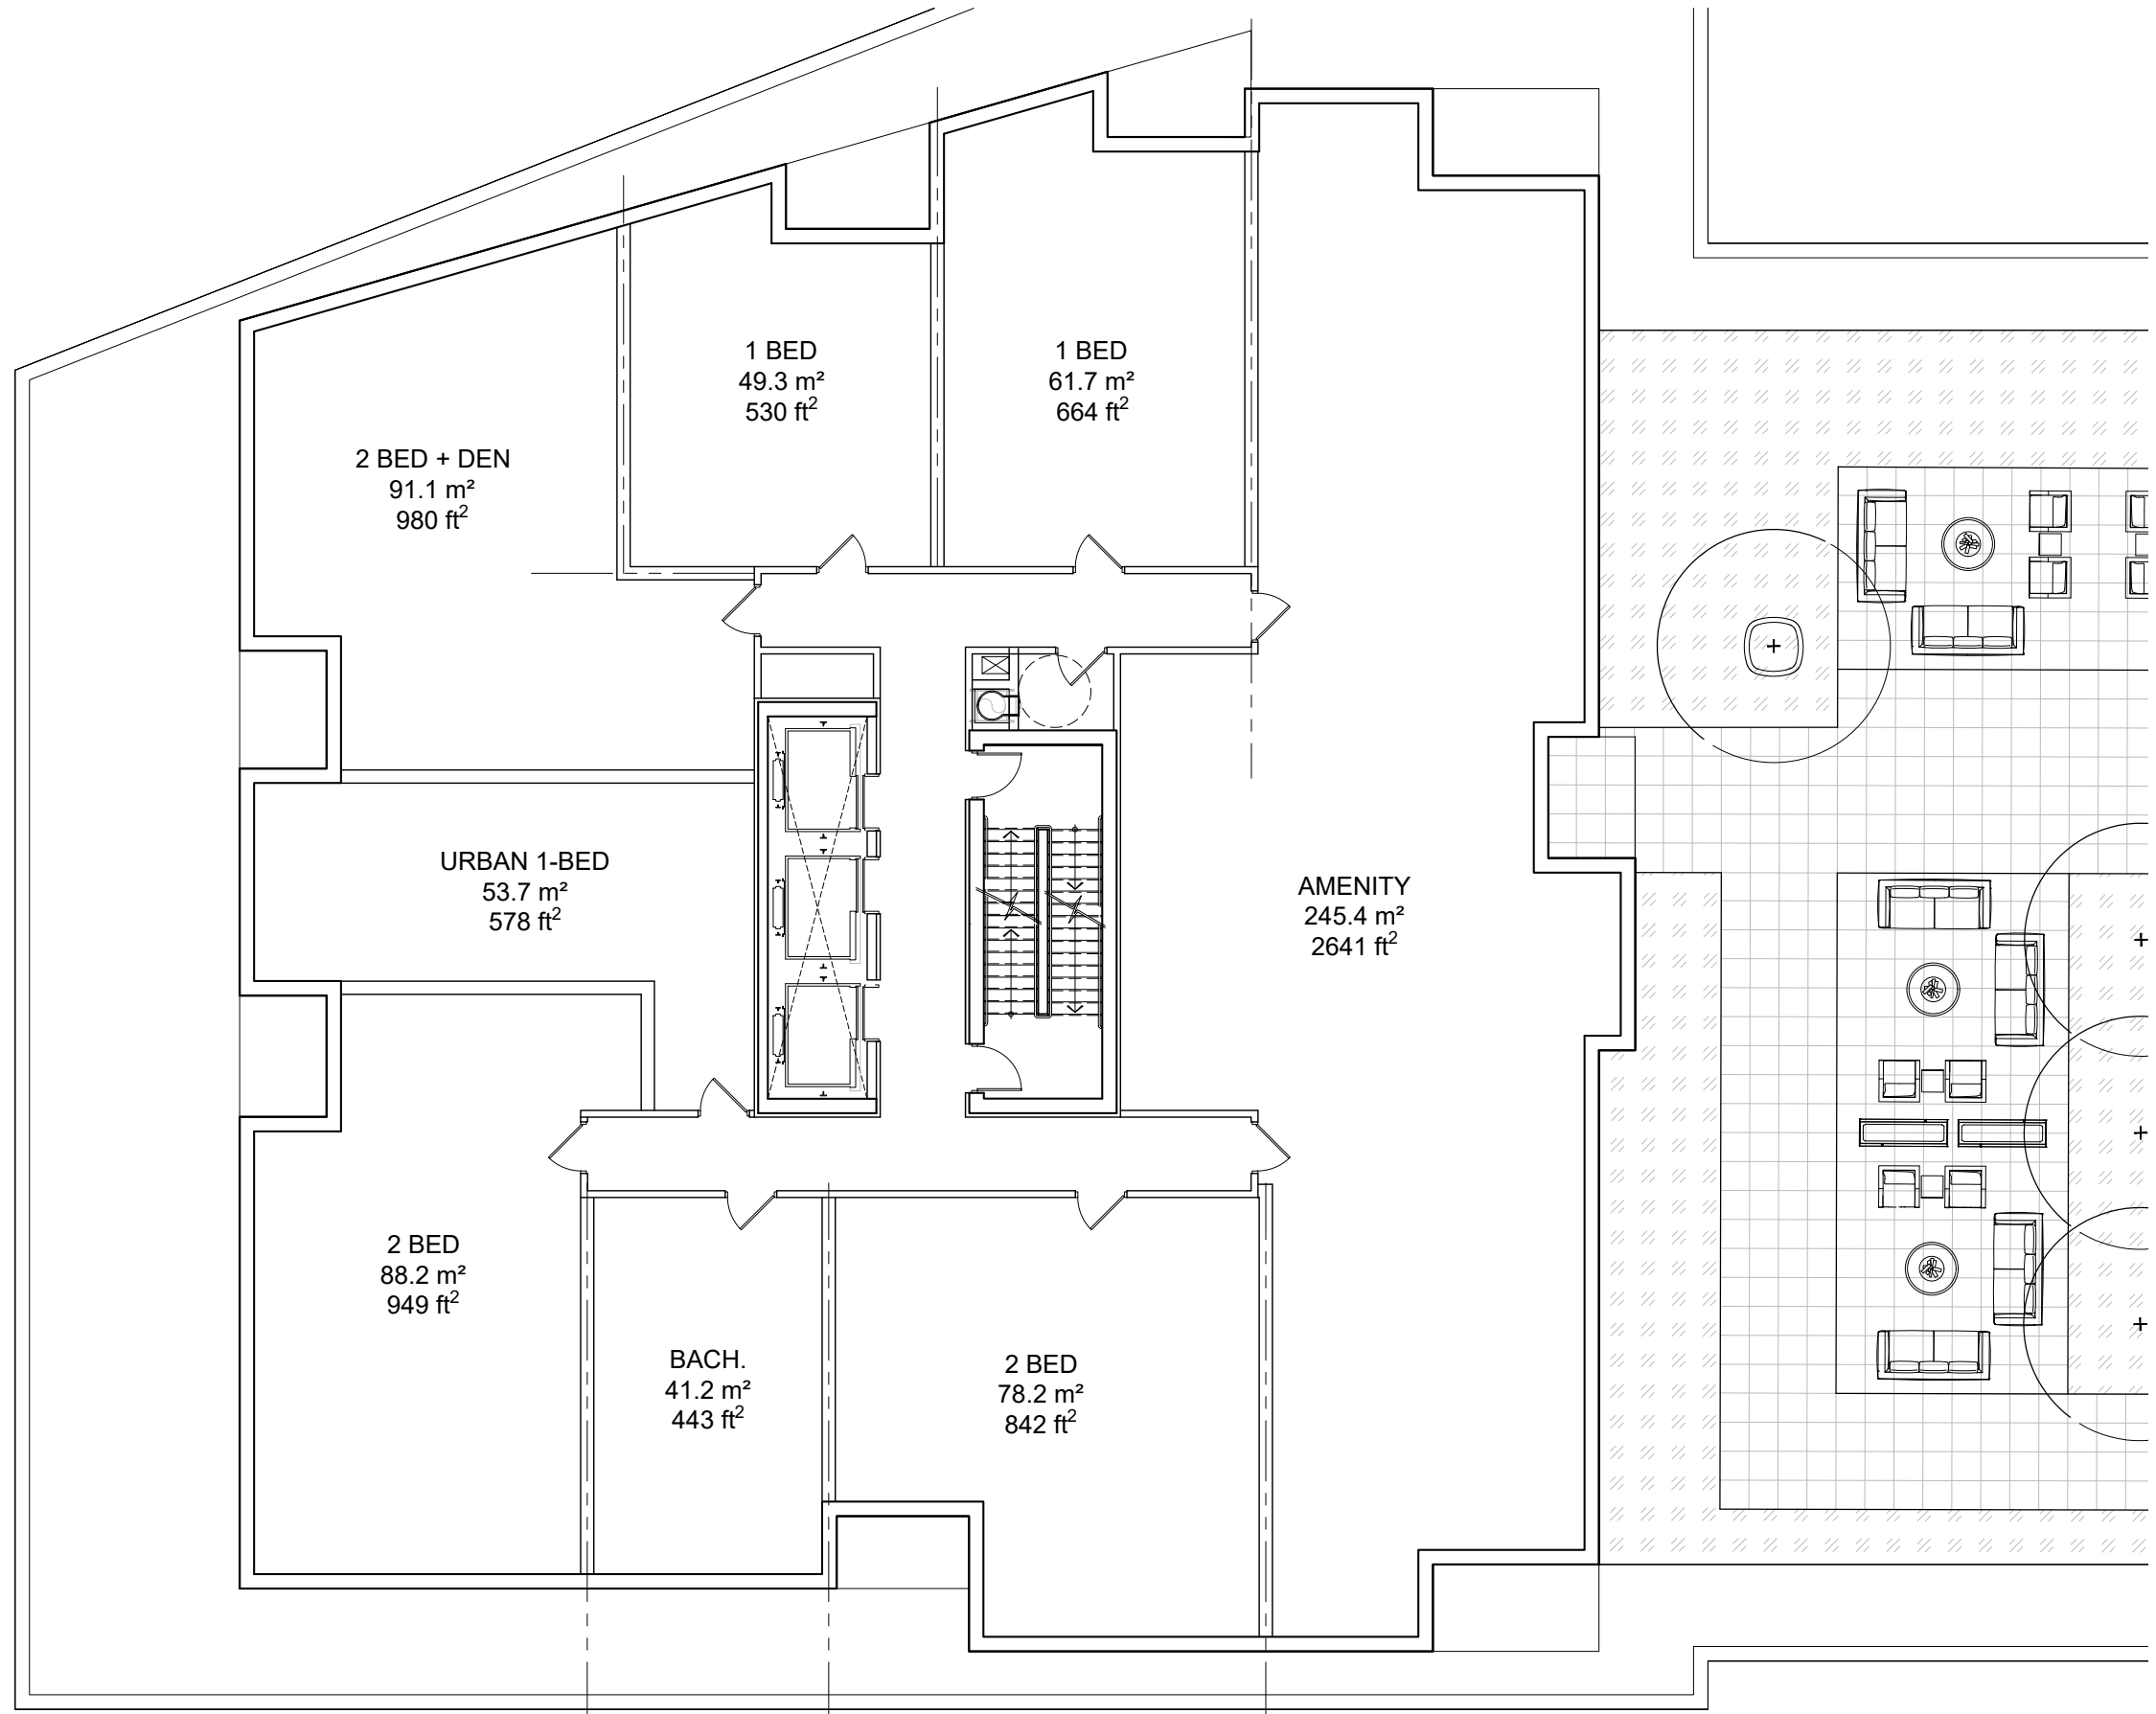 1 BED
49.3 m²
530 ft²
1 BED
61.7 m²
664 ft²
2 BED + DEN
91.1 m²
980 ft²
URBAN 1-BED
53.7 m²
578 ft²
AMENITY
245.4 m²
2641 ft²
2 BED
88.2 m²
949 ft²
BACH.
41.2 m²
443 ft²
2 BED
78.2 m²
842 ft²